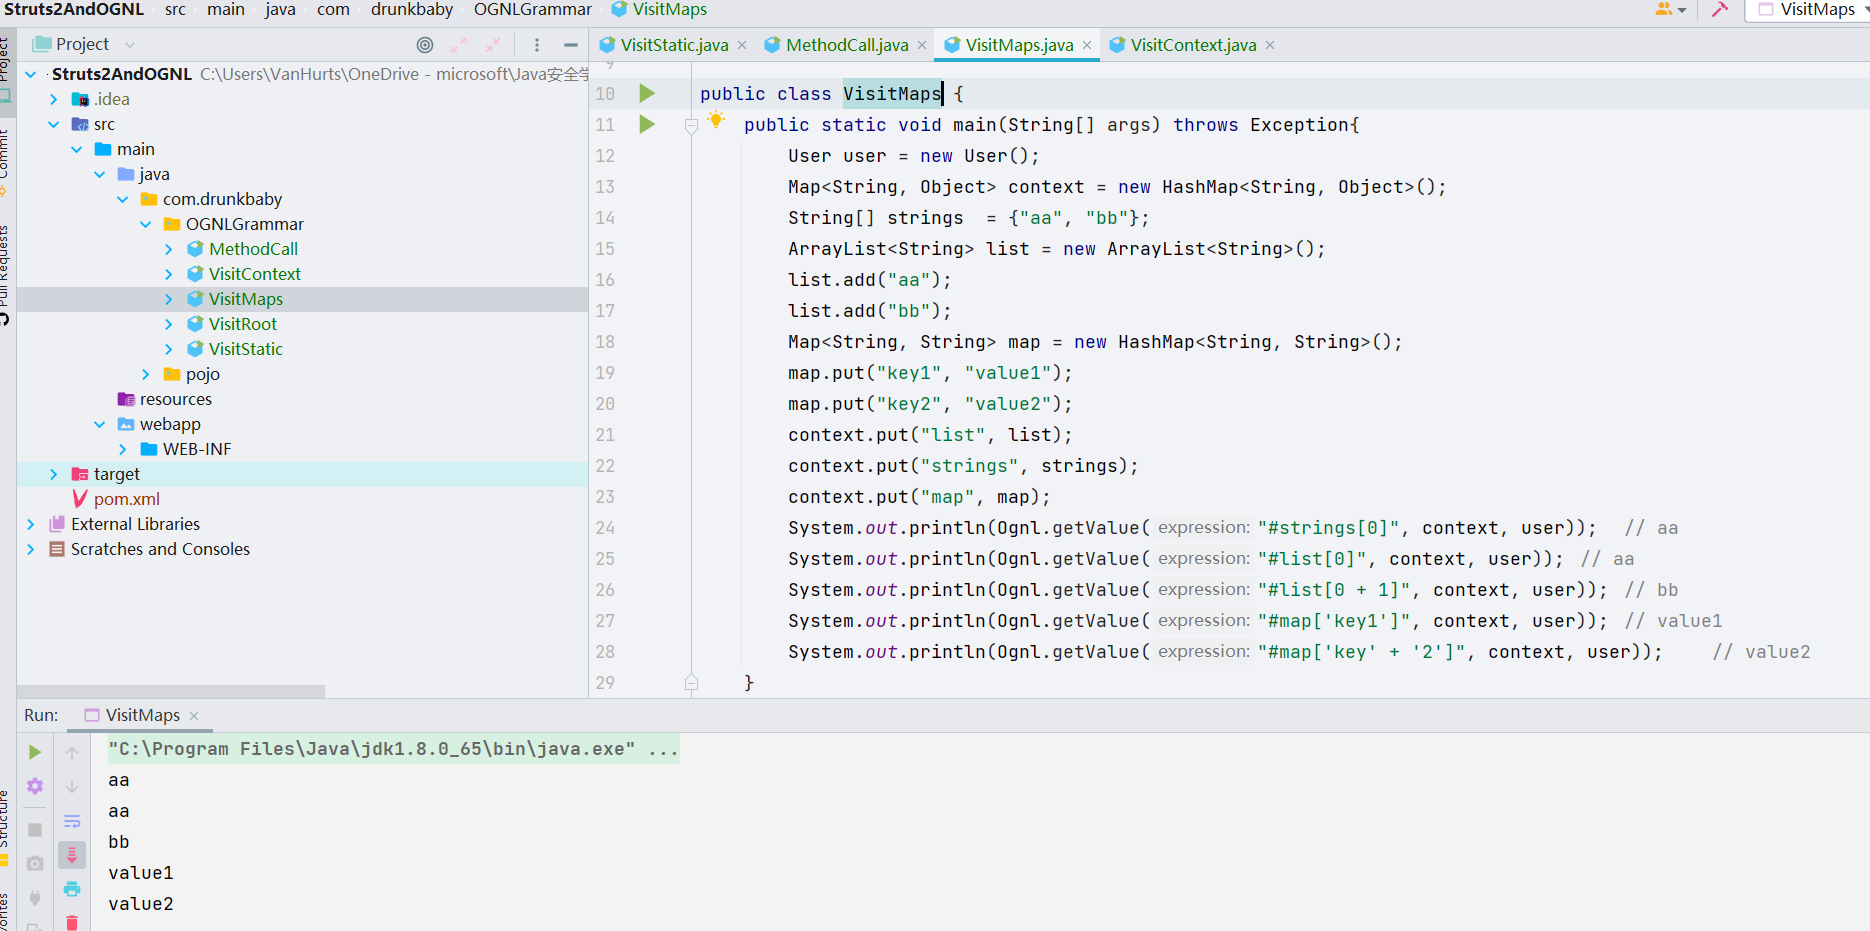 Struts2AndOGNL src main java com drunkbaby OGNLGrammar VisitMaps
VisitMaps
Project
VisitStatic.java
MethodCall.java
VisitMaps.java
VisitContext.java
Struts2AndOGNL C:\Users\VanHurts\OneDrive - microsoft\Java安全学
.idea
src
main
java
com.drunkbaby
OGNLGrammar
MethodCall
VisitContext
VisitMaps
VisitRoot
VisitStatic
pojo
resources
webapp
WEB-INF
target
pom.xml
External Libraries
Scratches and Consoles
Project
Commit
Pull Requests
Structure
9
10 public class VisitMaps {
11 public static void main(String[] args) throws Exception{
12 User user = new User();
13 Map<String, Object> context = new HashMap<String, Object>();
14 String[] strings  = {"aa", "bb"};
15 ArrayList<String> list = new ArrayList<String>();
16 list.add("aa");
17 list.add("bb");
18 Map<String, String> map = new HashMap<String, String>();
19 map.put("key1", "value1");
20 map.put("key2", "value2");
21 context.put("list", list);
22 context.put("strings", strings);
23 context.put("map", map);
24 System.out.println(Ognl.getValue( expression: "#strings[0]", context, user)); // aa
25 System.out.println(Ognl.getValue( expression: "#list[0]", context, user)); // aa
26 System.out.println(Ognl.getValue( expression: "#list[0 + 1]", context, user)); // bb
27 System.out.println(Ognl.getValue( expression: "#map['key1']", context, user)); // value1
28 System.out.println(Ognl.getValue( expression: "#map['key' + '2']", context, user)); // value2
29 }
Run: VisitMaps
"C:\Program Files\Java\jdk1.8.0_65\bin\java.exe" ...
aa
aa
bb
value1
value2